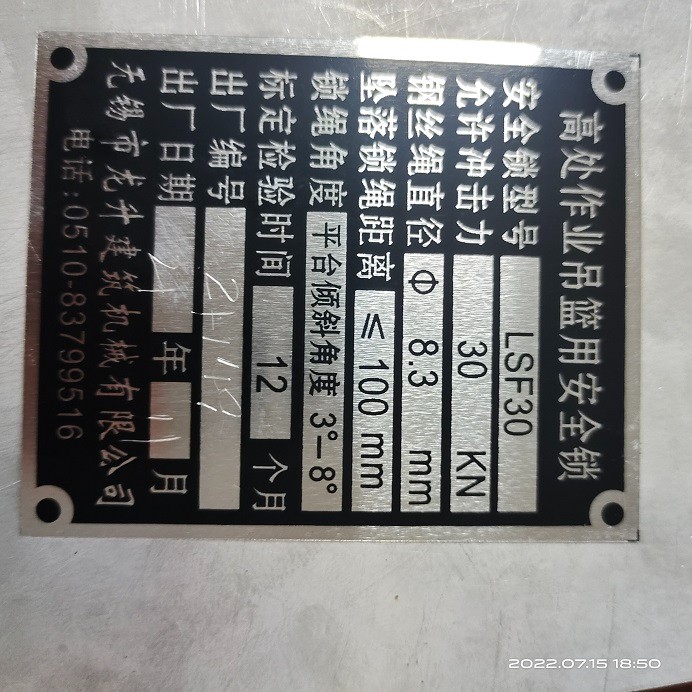 高处作业吊篮用安全锁
安全锁型号 LSF30
允许冲击力 30 KN
钢丝绳直径 Φ 8.3 mm
坠落锁绳距离 ≤100 mm
锁绳角度 平台倾斜角度 3°—8°
标定检验时间 12 个月
出厂编号
出厂日期 年 11 月
无锡市龙升建筑机械有限公司
电话:0510-83799516
2022.07.15 18:50